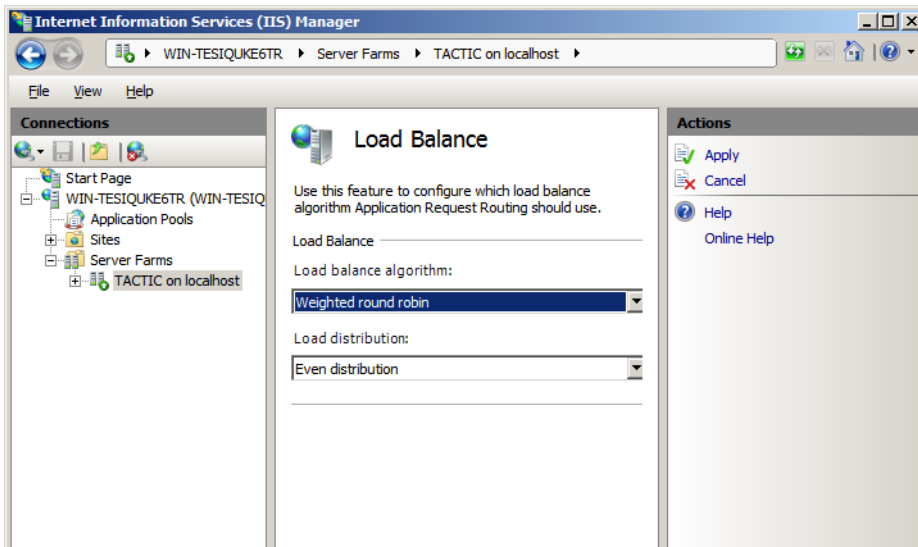 Internet Information Services (IIS) Manager
WIN-TESIQUKE6TR Server Farms TACTIC on localhost
File View Help
Connections
Start Page
WIN-TESIQUKE6TR (WIN-TESIQ
Application Pools
Sites
Server Farms
TACTIC on localhost
Load Balance
Use this feature to configure which load balance
algorithm Application Request Routing should use.
Load Balance
Load balance algorithm:
Weighted round robin
Load distribution:
Even distribution
Actions
Apply
Cancel
Help
Online Help